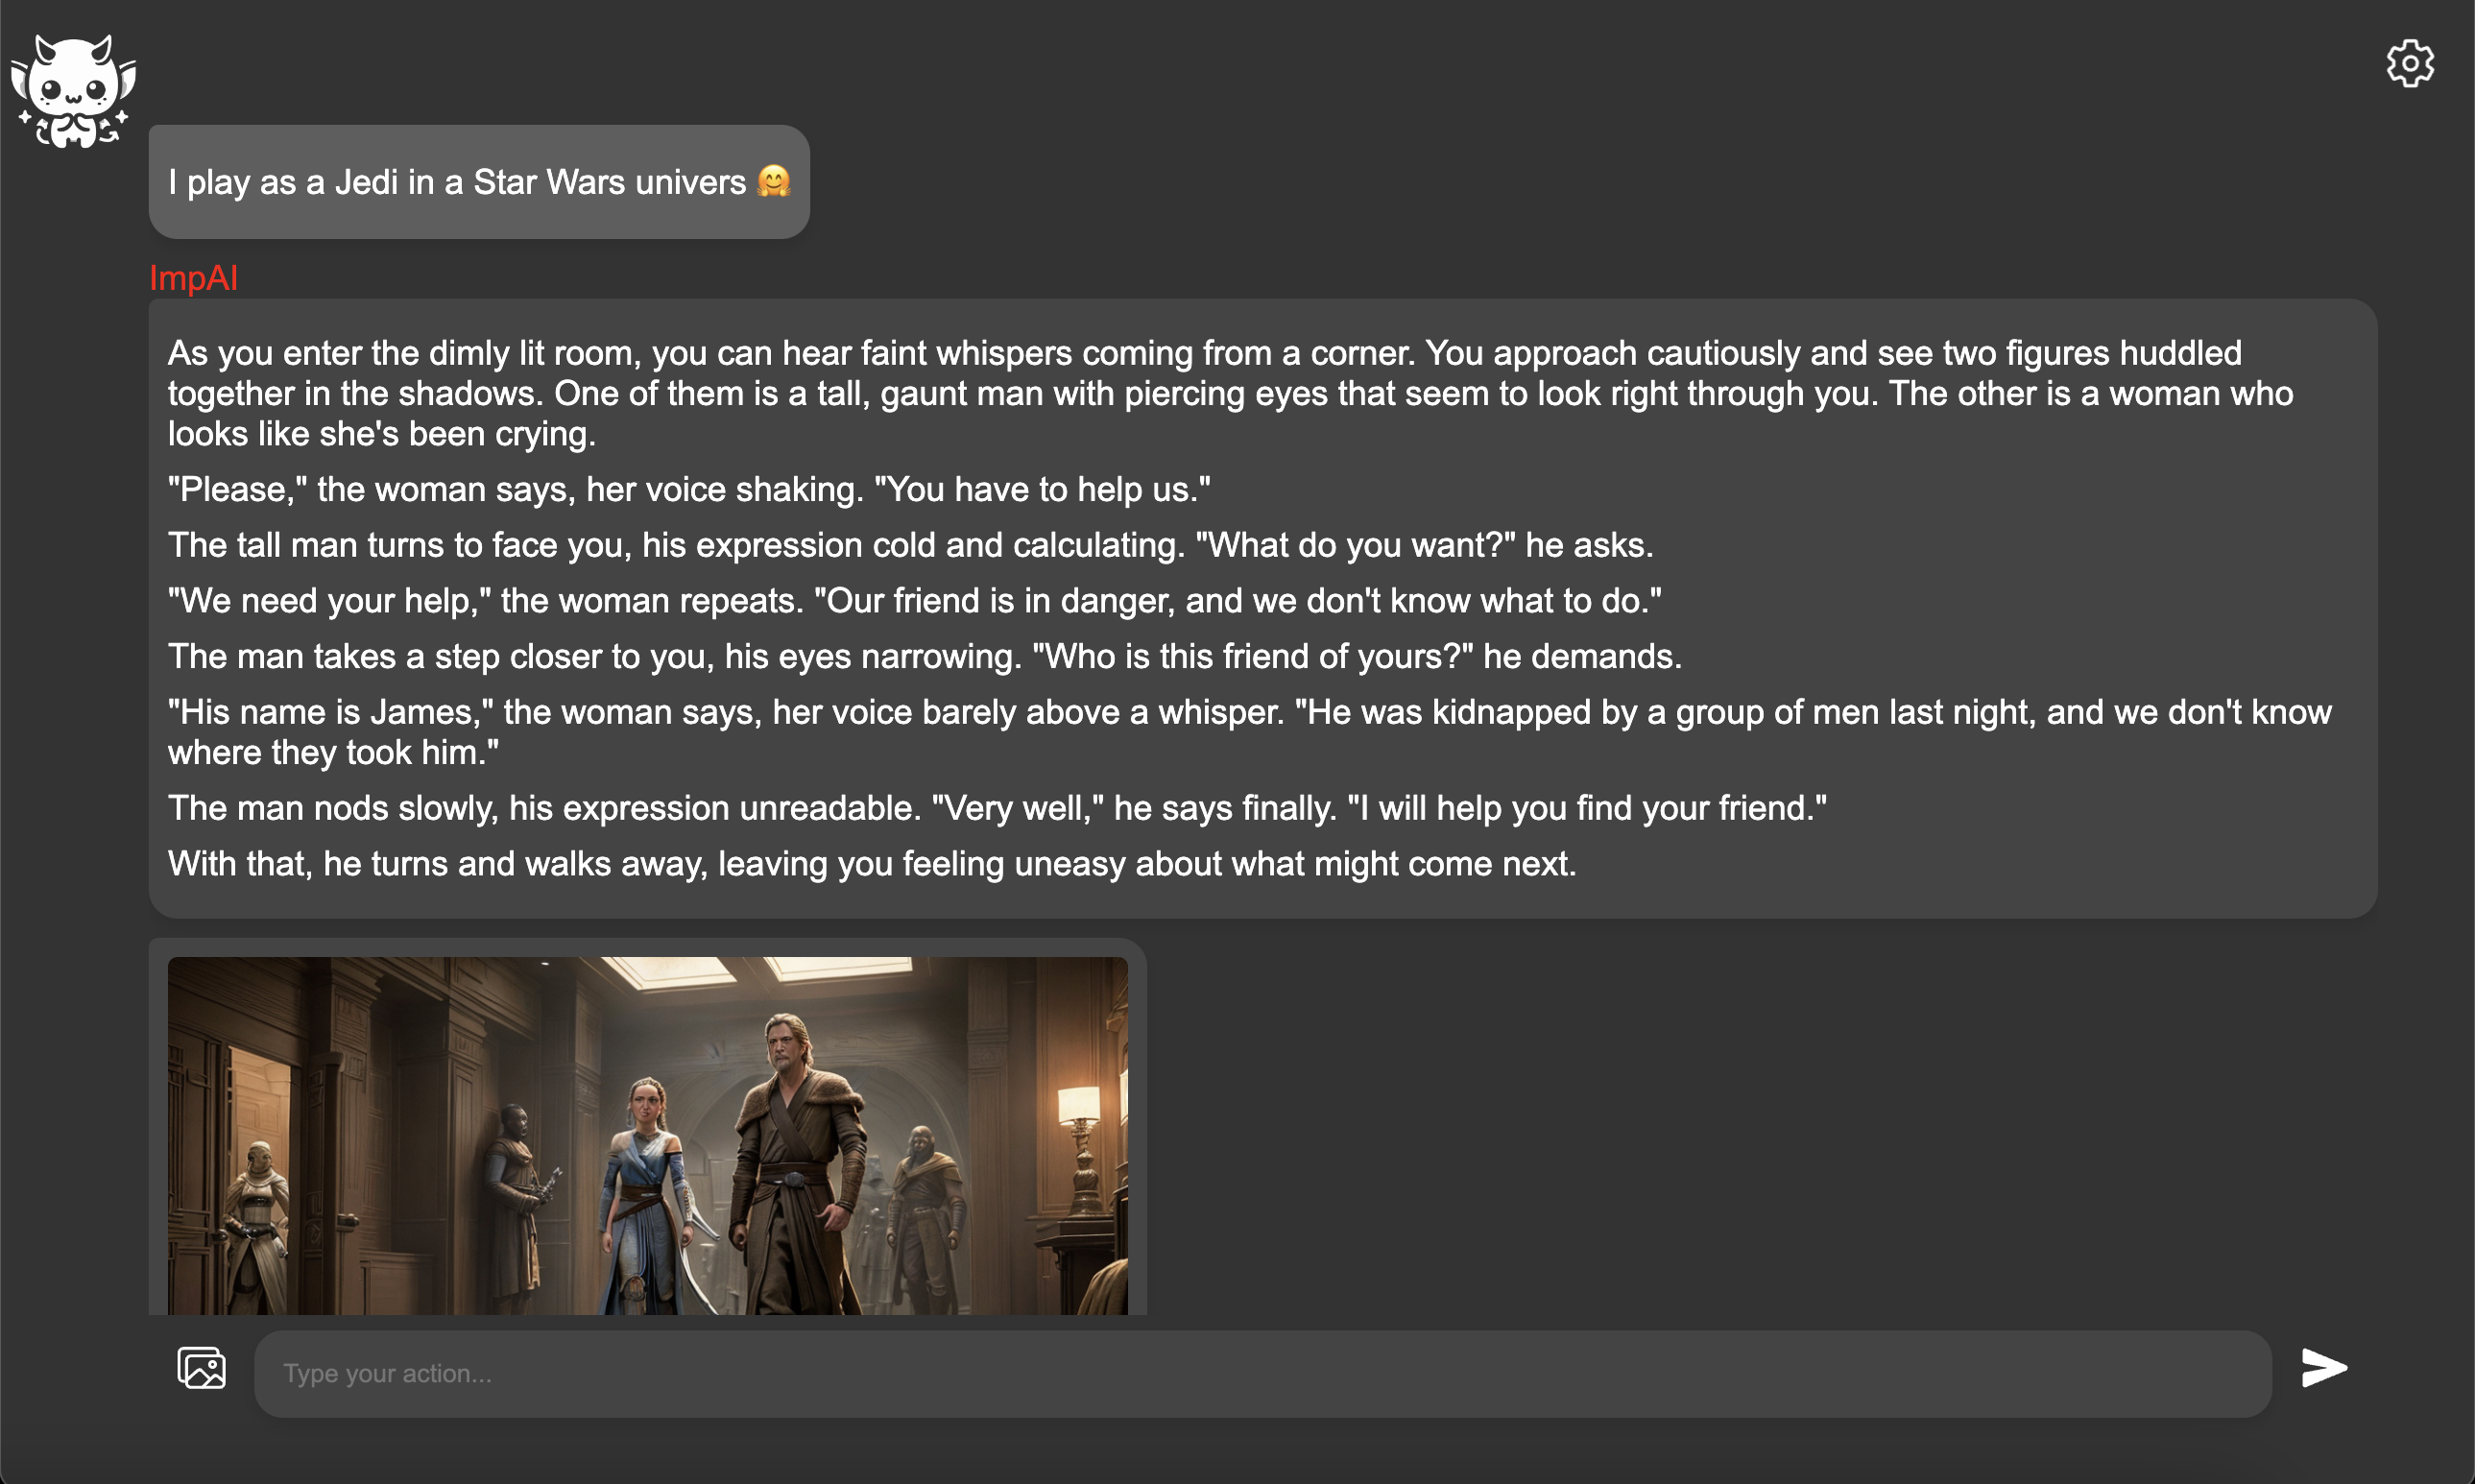 I play as a Jedi in a Star Wars univers 🤗
ImpAI
As you enter the dimly lit room, you can hear faint whispers coming from a corner. You approach cautiously and see two figures huddled
together in the shadows. One of them is a tall, gaunt man with piercing eyes that seem to look right through you. The other is a woman who
looks like she's been crying.
"Please," the woman says, her voice shaking. "You have to help us."
The tall man turns to face you, his expression cold and calculating. "What do you want?" he asks.
"We need your help," the woman repeats. "Our friend is in danger, and we don't know what to do."
The man takes a step closer to you, his eyes narrowing. "Who is this friend of yours?" he demands.
"His name is James," the woman says, her voice barely above a whisper. "He was kidnapped by a group of men last night, and we don't know
where they took him."
The man nods slowly, his expression unreadable. "Very well," he says finally. "I will help you find your friend."
With that, he turns and walks away, leaving you feeling uneasy about what might come next.
Type your action...